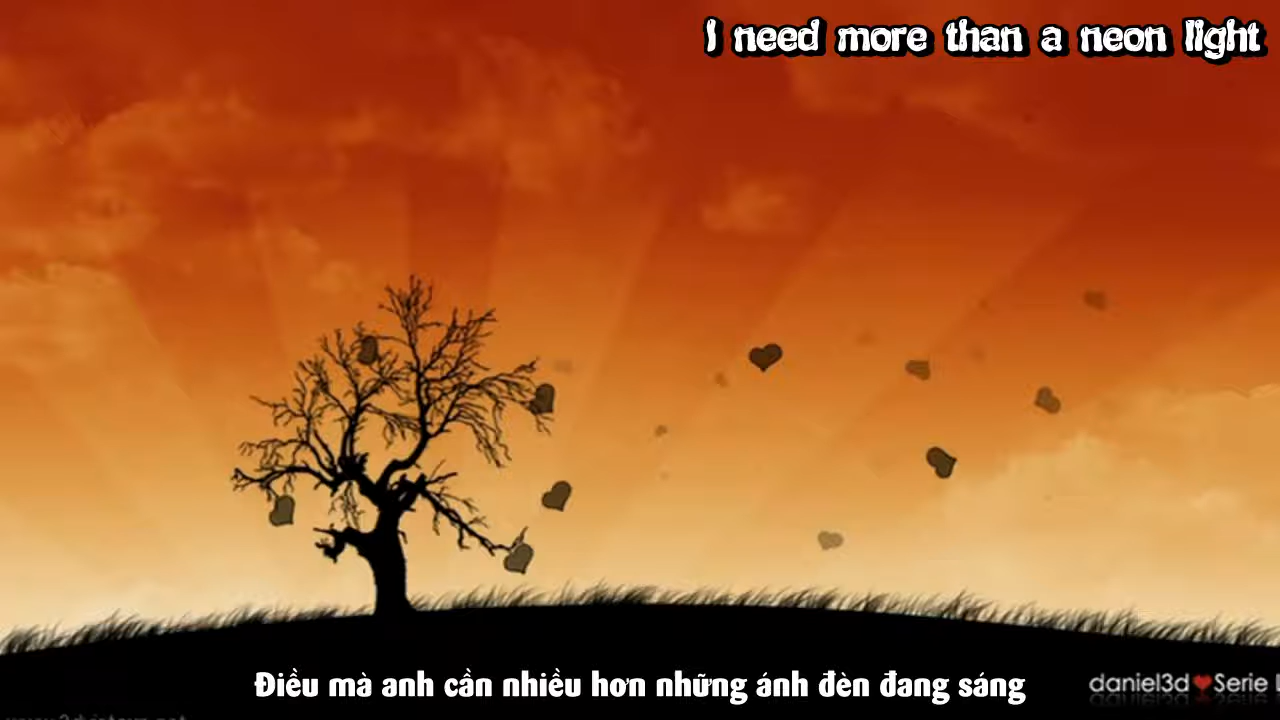 I need more than a neon light
Điều mà anh cần nhiều hơn những ánh đèn đang sáng
daniel3d❤Serie